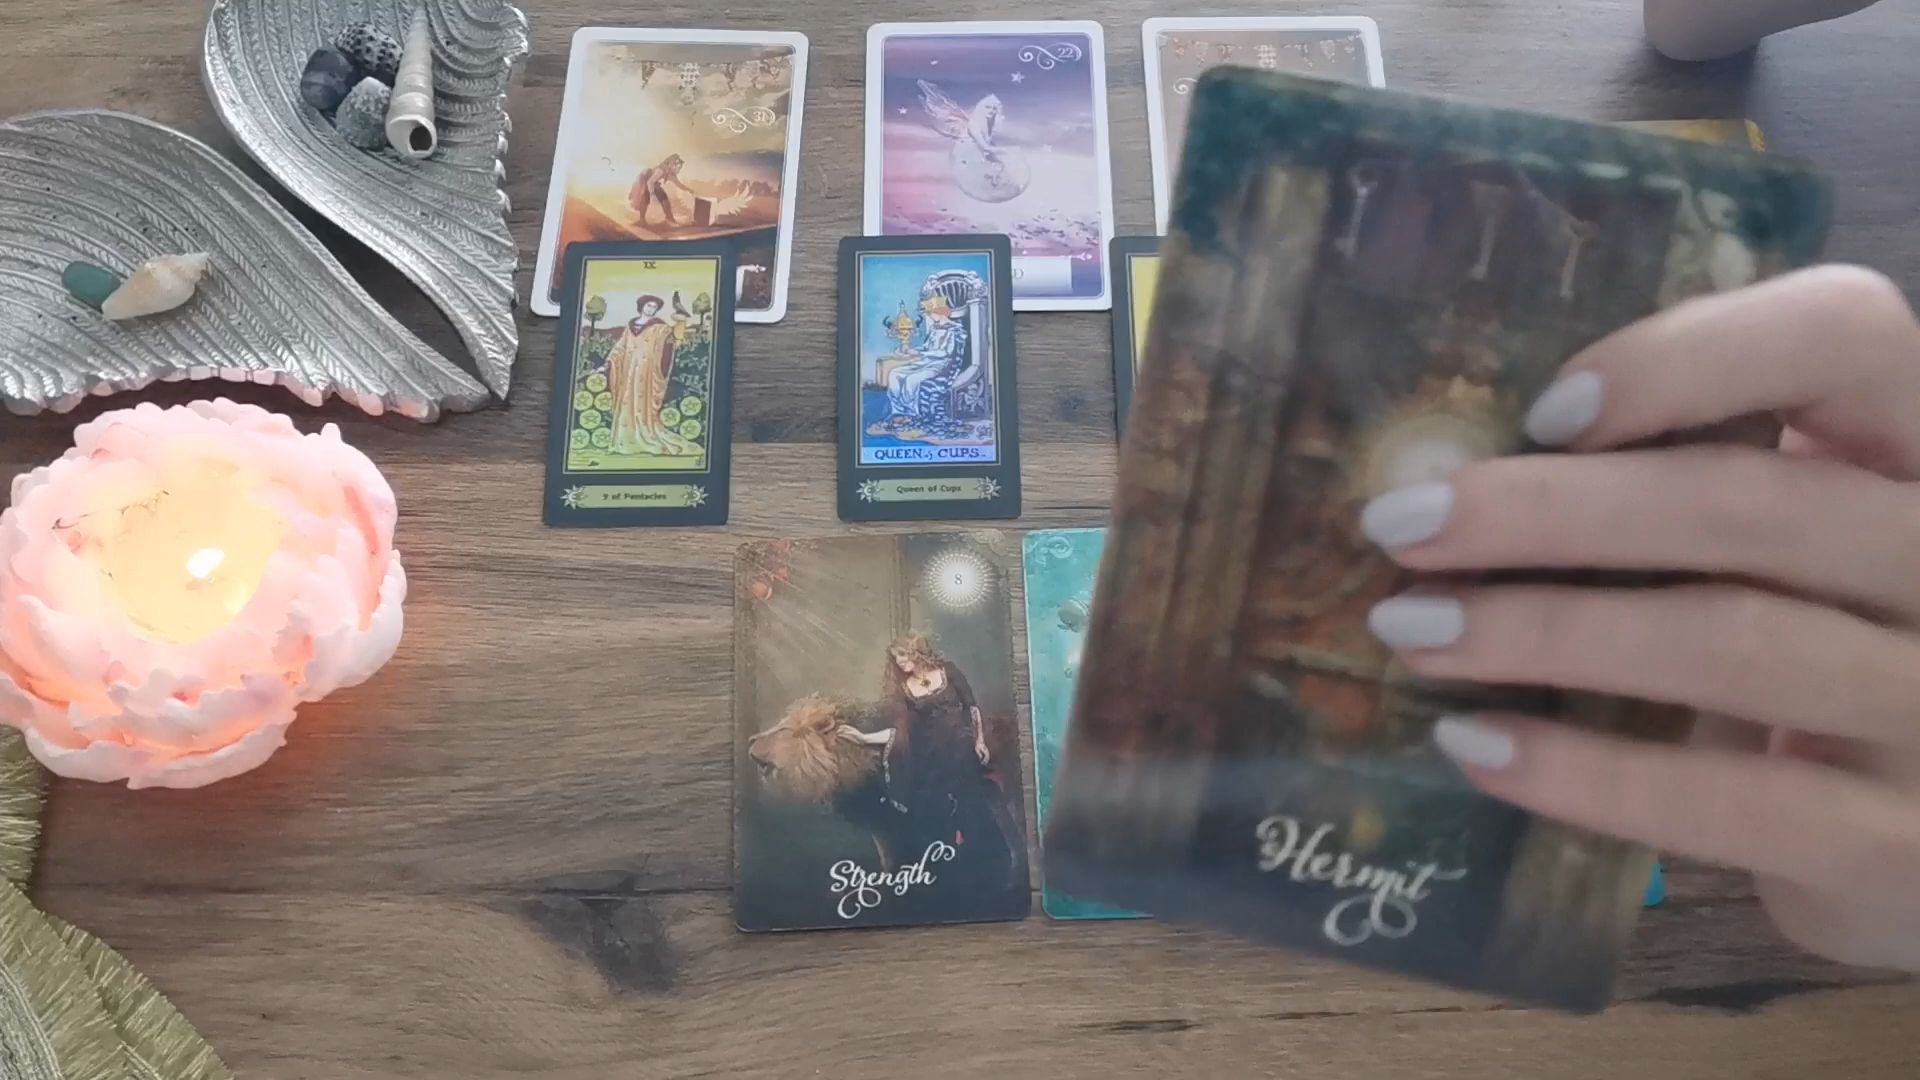 31
22
D
IX
QUEEN of CUPS.
9 of Pentacles
Queen of Cups
8
Strength
Hermit